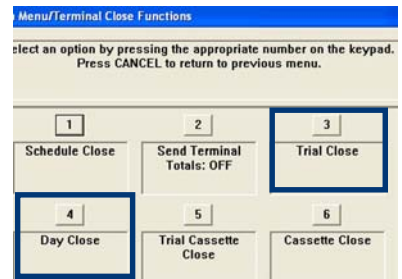 Menu/Terminal Close Functions
elect an option by pressing the appropriate number on the keypad.
Press CANCEL to return to previous menu.
1 2 3
Schedule Close Send Terminal Trial Close
Totals: OFF
4 5 6
Day Close Trial Cassette Cassette Close
Close